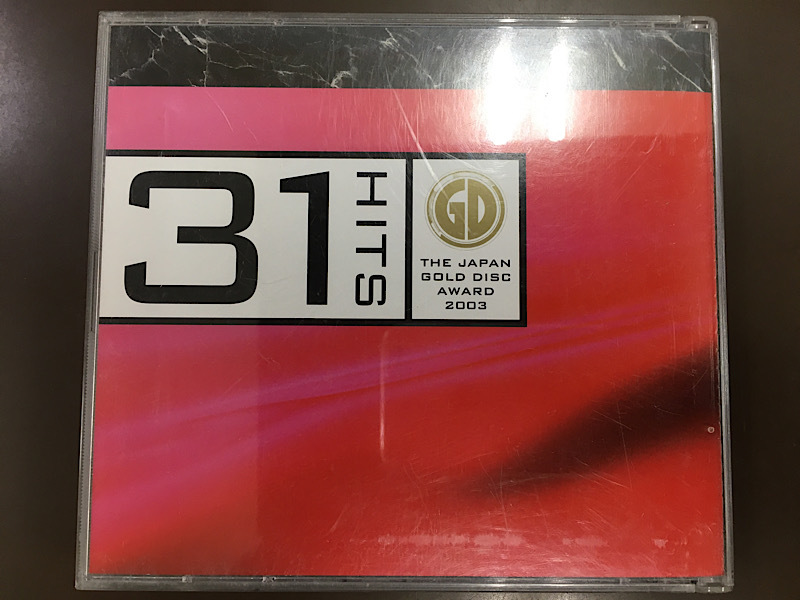 31
HITS
GD
THE JAPAN
GOLD DISC
AWARD
2003